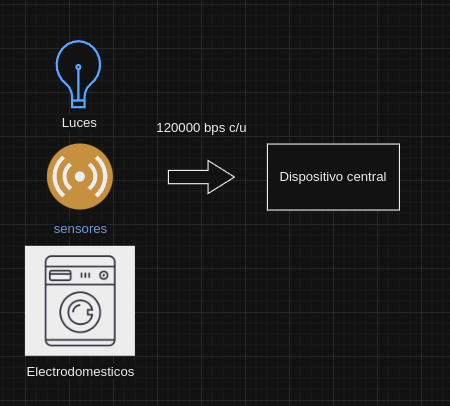 Luces
120000 bps c/u
sensores
Dispositivo central
Electrodomesticos